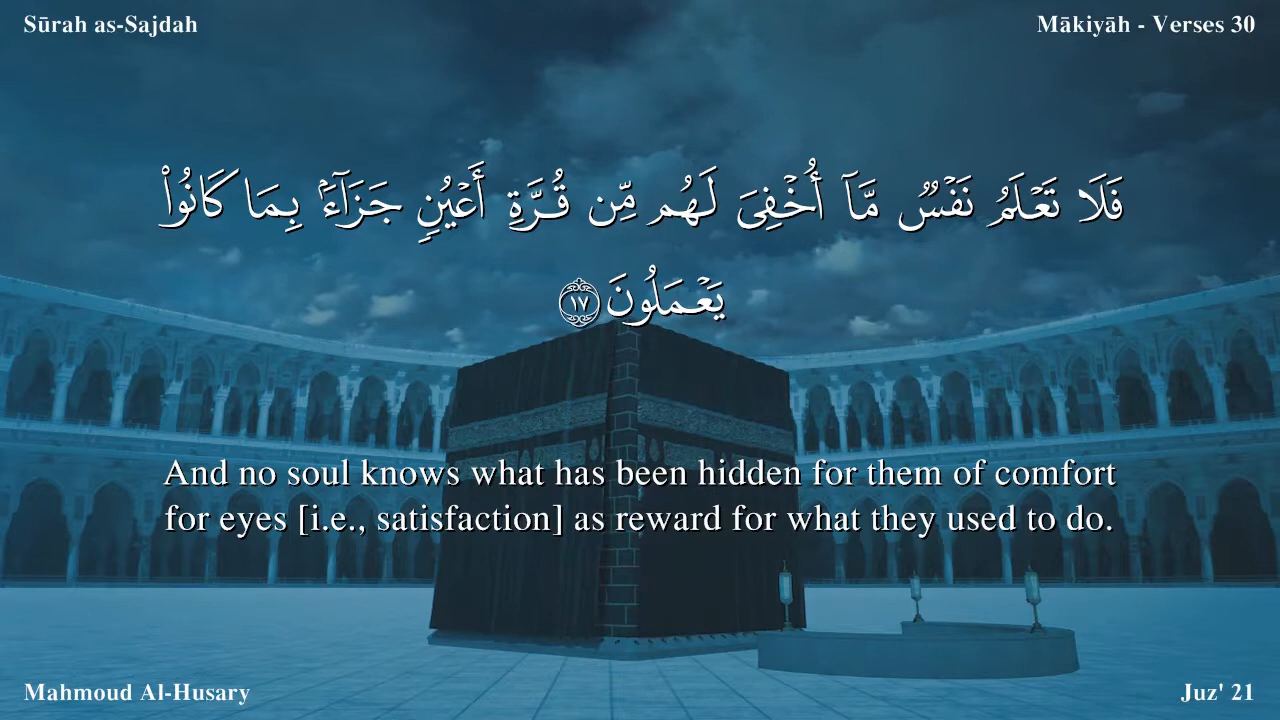 Sūrah as-Sajdah
Mākiyāh - Verses 30
فَلَا تَعْلَمُ نَفْسٌ مَّآ أُخْفِىَ لَهُم مِّن قُرَّةِ أَعْيُنٍ جَزَآءًۢ بِمَا كَانُوا۟
يَعْمَلُونَ ١٧
And no soul knows what has been hidden for them of comfort
for eyes [i.e., satisfaction] as reward for what they used to do.
Mahmoud Al-Husary
Juz' 21